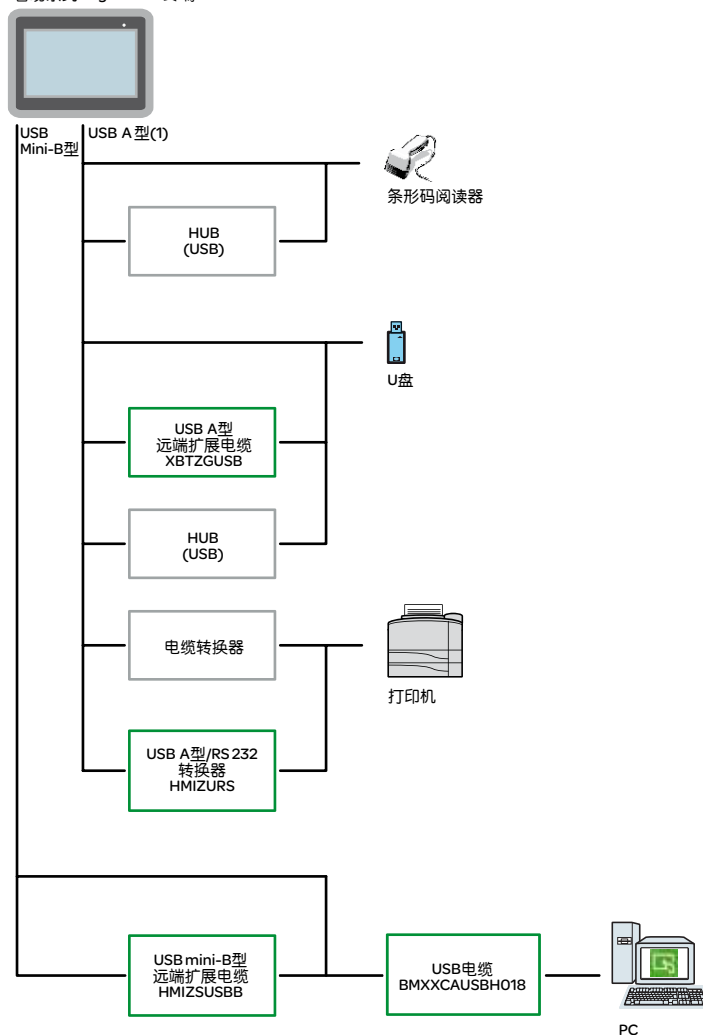 USB
Mini-B型
USB A型(1)
条形码阅读器
HUB
(USB)
U盘
USB A型
远端扩展电缆
XBTZGUSB
HUB
(USB)
电缆转换器
打印机
USB A型/RS 232
转换器
HMIZURS
USB mini-B型
远端扩展电缆
HMIZSUSBB
USB电缆
BMXXCAUSBH018
PC